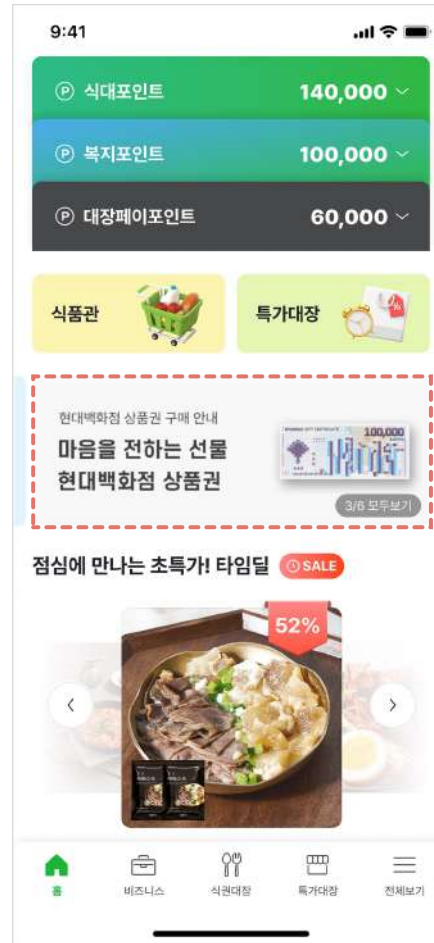 9:41
Ⓟ 식대포인트 140,000
Ⓟ 복지포인트 100,000
Ⓟ 대장페이포인트 60,000
식품관 특가대장
현대백화점 상품권 구매 안내
마음을 전하는 선물
현대백화점 상품권
100,000
3/6 모두보기
점심에 만나는 초특가! 타임딜 SALE
52%
홈 비즈니스 식권대장 특가대장 전체보기